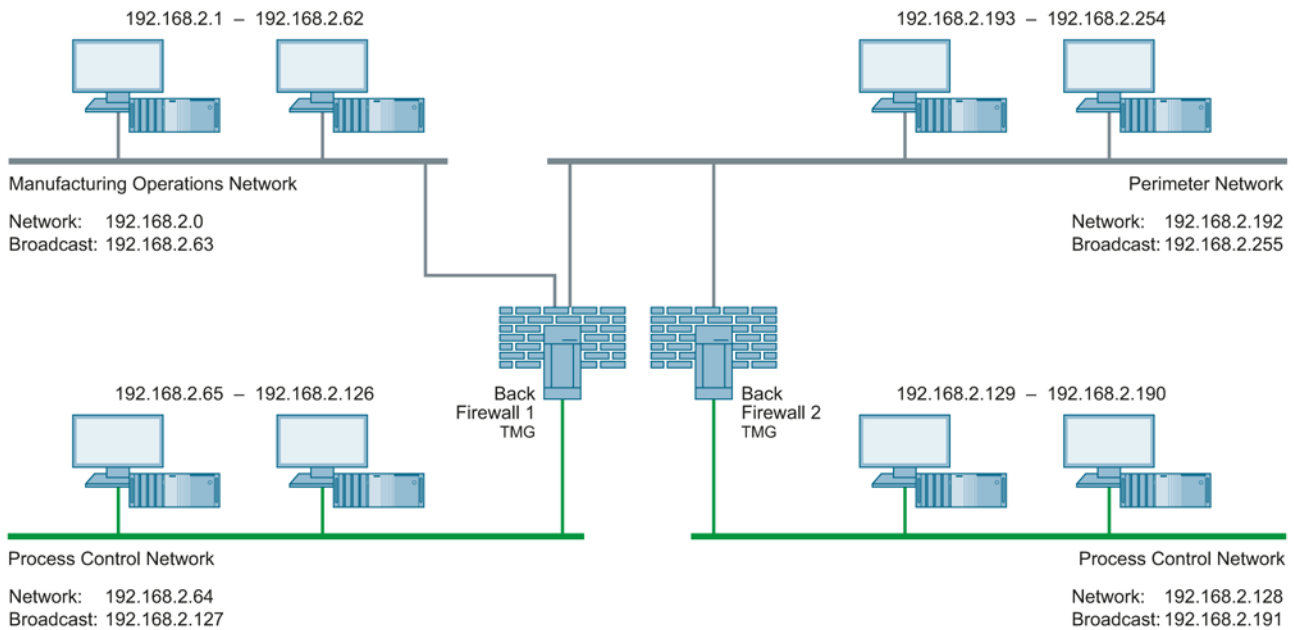 192.168.2.1 – 192.168.2.62
192.168.2.193 – 192.168.2.254
Manufacturing Operations Network
Network: 192.168.2.0
Broadcast: 192.168.2.63
Perimeter Network
Network: 192.168.2.192
Broadcast: 192.168.2.255
192.168.2.65 – 192.168.2.126
Back
Firewall 1
TMG
Back
Firewall 2
TMG
192.168.2.129 – 192.168.2.190
Process Control Network
Network: 192.168.2.64
Broadcast: 192.168.2.127
Process Control Network
Network: 192.168.2.128
Broadcast: 192.168.2.191